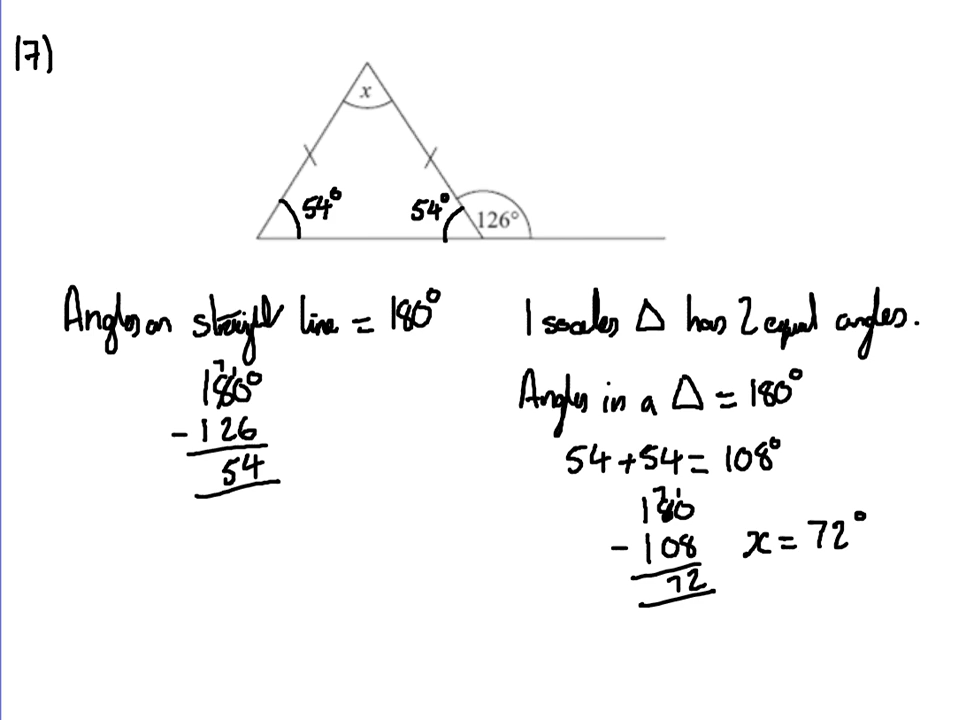 17)
x
54°
54°
126°
Angles on straight line = 180°
180°
- 126
54
Isosceles Δ has 2 equal angles.
Angles in a Δ = 180°
54 + 54 = 108°
180
- 108
72
x = 72°